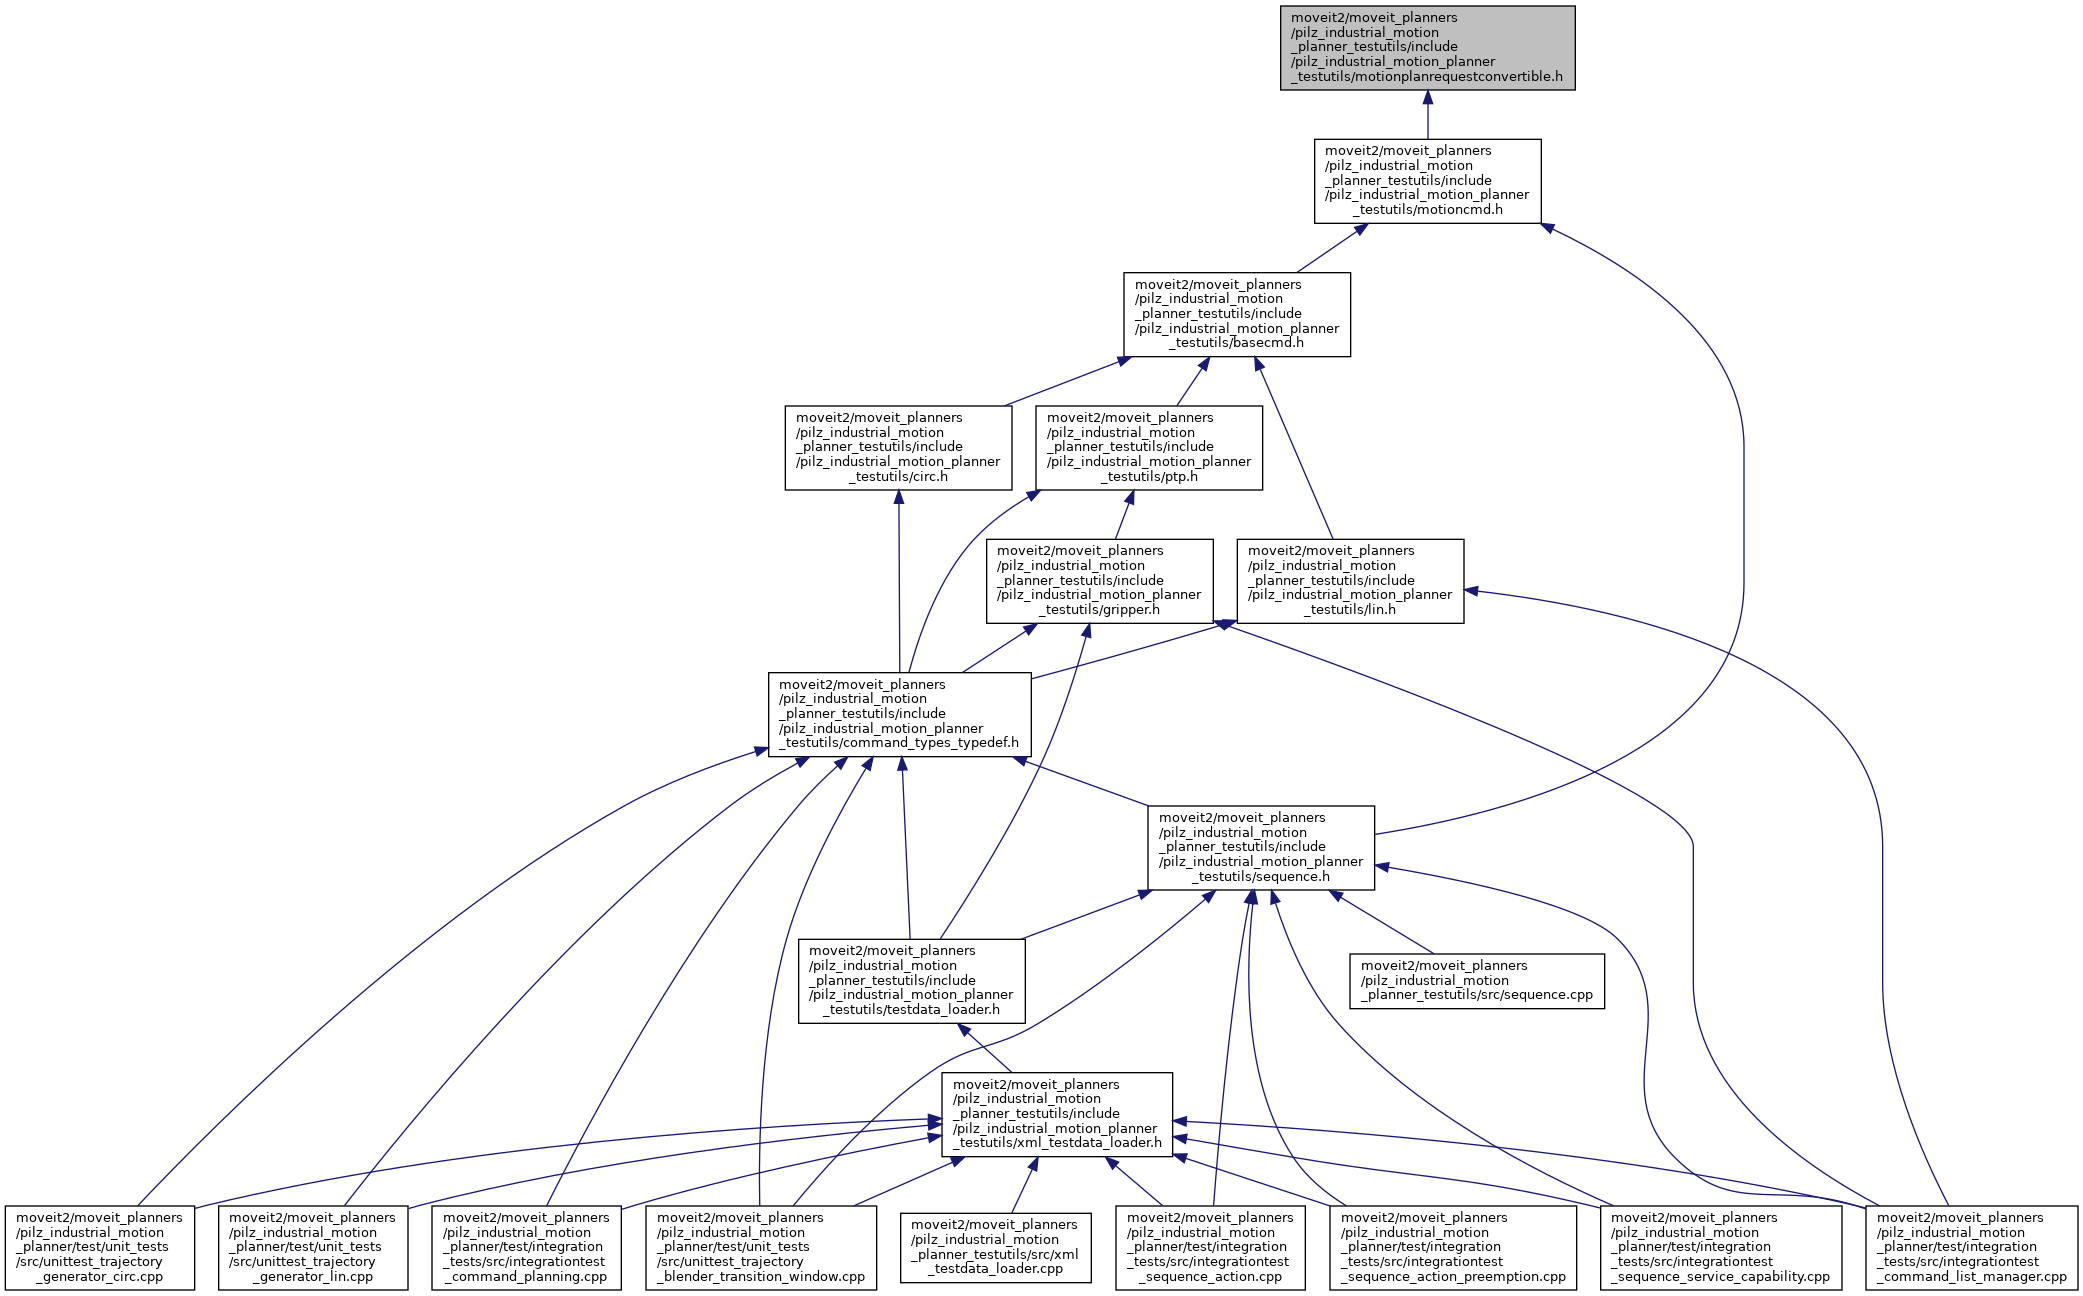 moveit2/moveit_planners
/pilz_industrial_motion
_planner_testutils/include
/pilz_industrial_motion_planner
_testutils/motionplanrequestconvertible.h
moveit2/moveit_planners
/pilz_industrial_motion
_planner_testutils/include
/pilz_industrial_motion_planner
_testutils/motioncmd.h
moveit2/moveit_planners
/pilz_industrial_motion
_planner_testutils/include
/pilz_industrial_motion_planner
_testutils/basecmd.h
moveit2/moveit_planners
/pilz_industrial_motion
_planner_testutils/include
/pilz_industrial_motion_planner
_testutils/circ.h
moveit2/moveit_planners
/pilz_industrial_motion
_planner_testutils/include
/pilz_industrial_motion_planner
_testutils/ptp.h
moveit2/moveit_planners
/pilz_industrial_motion
_planner_testutils/include
/pilz_industrial_motion_planner
_testutils/gripper.h
moveit2/moveit_planners
/pilz_industrial_motion
_planner_testutils/include
/pilz_industrial_motion_planner
_testutils/lin.h
moveit2/moveit_planners
/pilz_industrial_motion
_planner_testutils/include
/pilz_industrial_motion_planner
_testutils/command_types_typedef.h
moveit2/moveit_planners
/pilz_industrial_motion
_planner_testutils/include
/pilz_industrial_motion_planner
_testutils/sequence.h
moveit2/moveit_planners
/pilz_industrial_motion
_planner_testutils/include
/pilz_industrial_motion_planner
_testutils/testdata_loader.h
moveit2/moveit_planners
/pilz_industrial_motion
_planner_testutils/src/sequence.cpp
moveit2/moveit_planners
/pilz_industrial_motion
_planner_testutils/include
/pilz_industrial_motion_planner
_testutils/xml_testdata_loader.h
moveit2/moveit_planners
/pilz_industrial_motion
_planner/test/unit_tests
/src/unittest_trajectory
_generator_circ.cpp
moveit2/moveit_planners
/pilz_industrial_motion
_planner/test/unit_tests
/src/unittest_trajectory
_generator_lin.cpp
moveit2/moveit_planners
/pilz_industrial_motion
_planner/test/integration
_tests/src/integrationtest
_command_planning.cpp
moveit2/moveit_planners
/pilz_industrial_motion
_planner/test/unit_tests
/src/unittest_trajectory
_blender_transition_window.cpp
moveit2/moveit_planners
/pilz_industrial_motion
_planner_testutils/src/xml
_testdata_loader.cpp
moveit2/moveit_planners
/pilz_industrial_motion
_planner/test/integration
_tests/src/integrationtest
_sequence_action.cpp
moveit2/moveit_planners
/pilz_industrial_motion
_planner/test/integration
_tests/src/integrationtest
_sequence_action_preemption.cpp
moveit2/moveit_planners
/pilz_industrial_motion
_planner/test/integration
_tests/src/integrationtest
_sequence_service_capability.cpp
moveit2/moveit_planners
/pilz_industrial_motion
_planner/test/integration
_tests/src/integrationtest
_command_list_manager.cpp